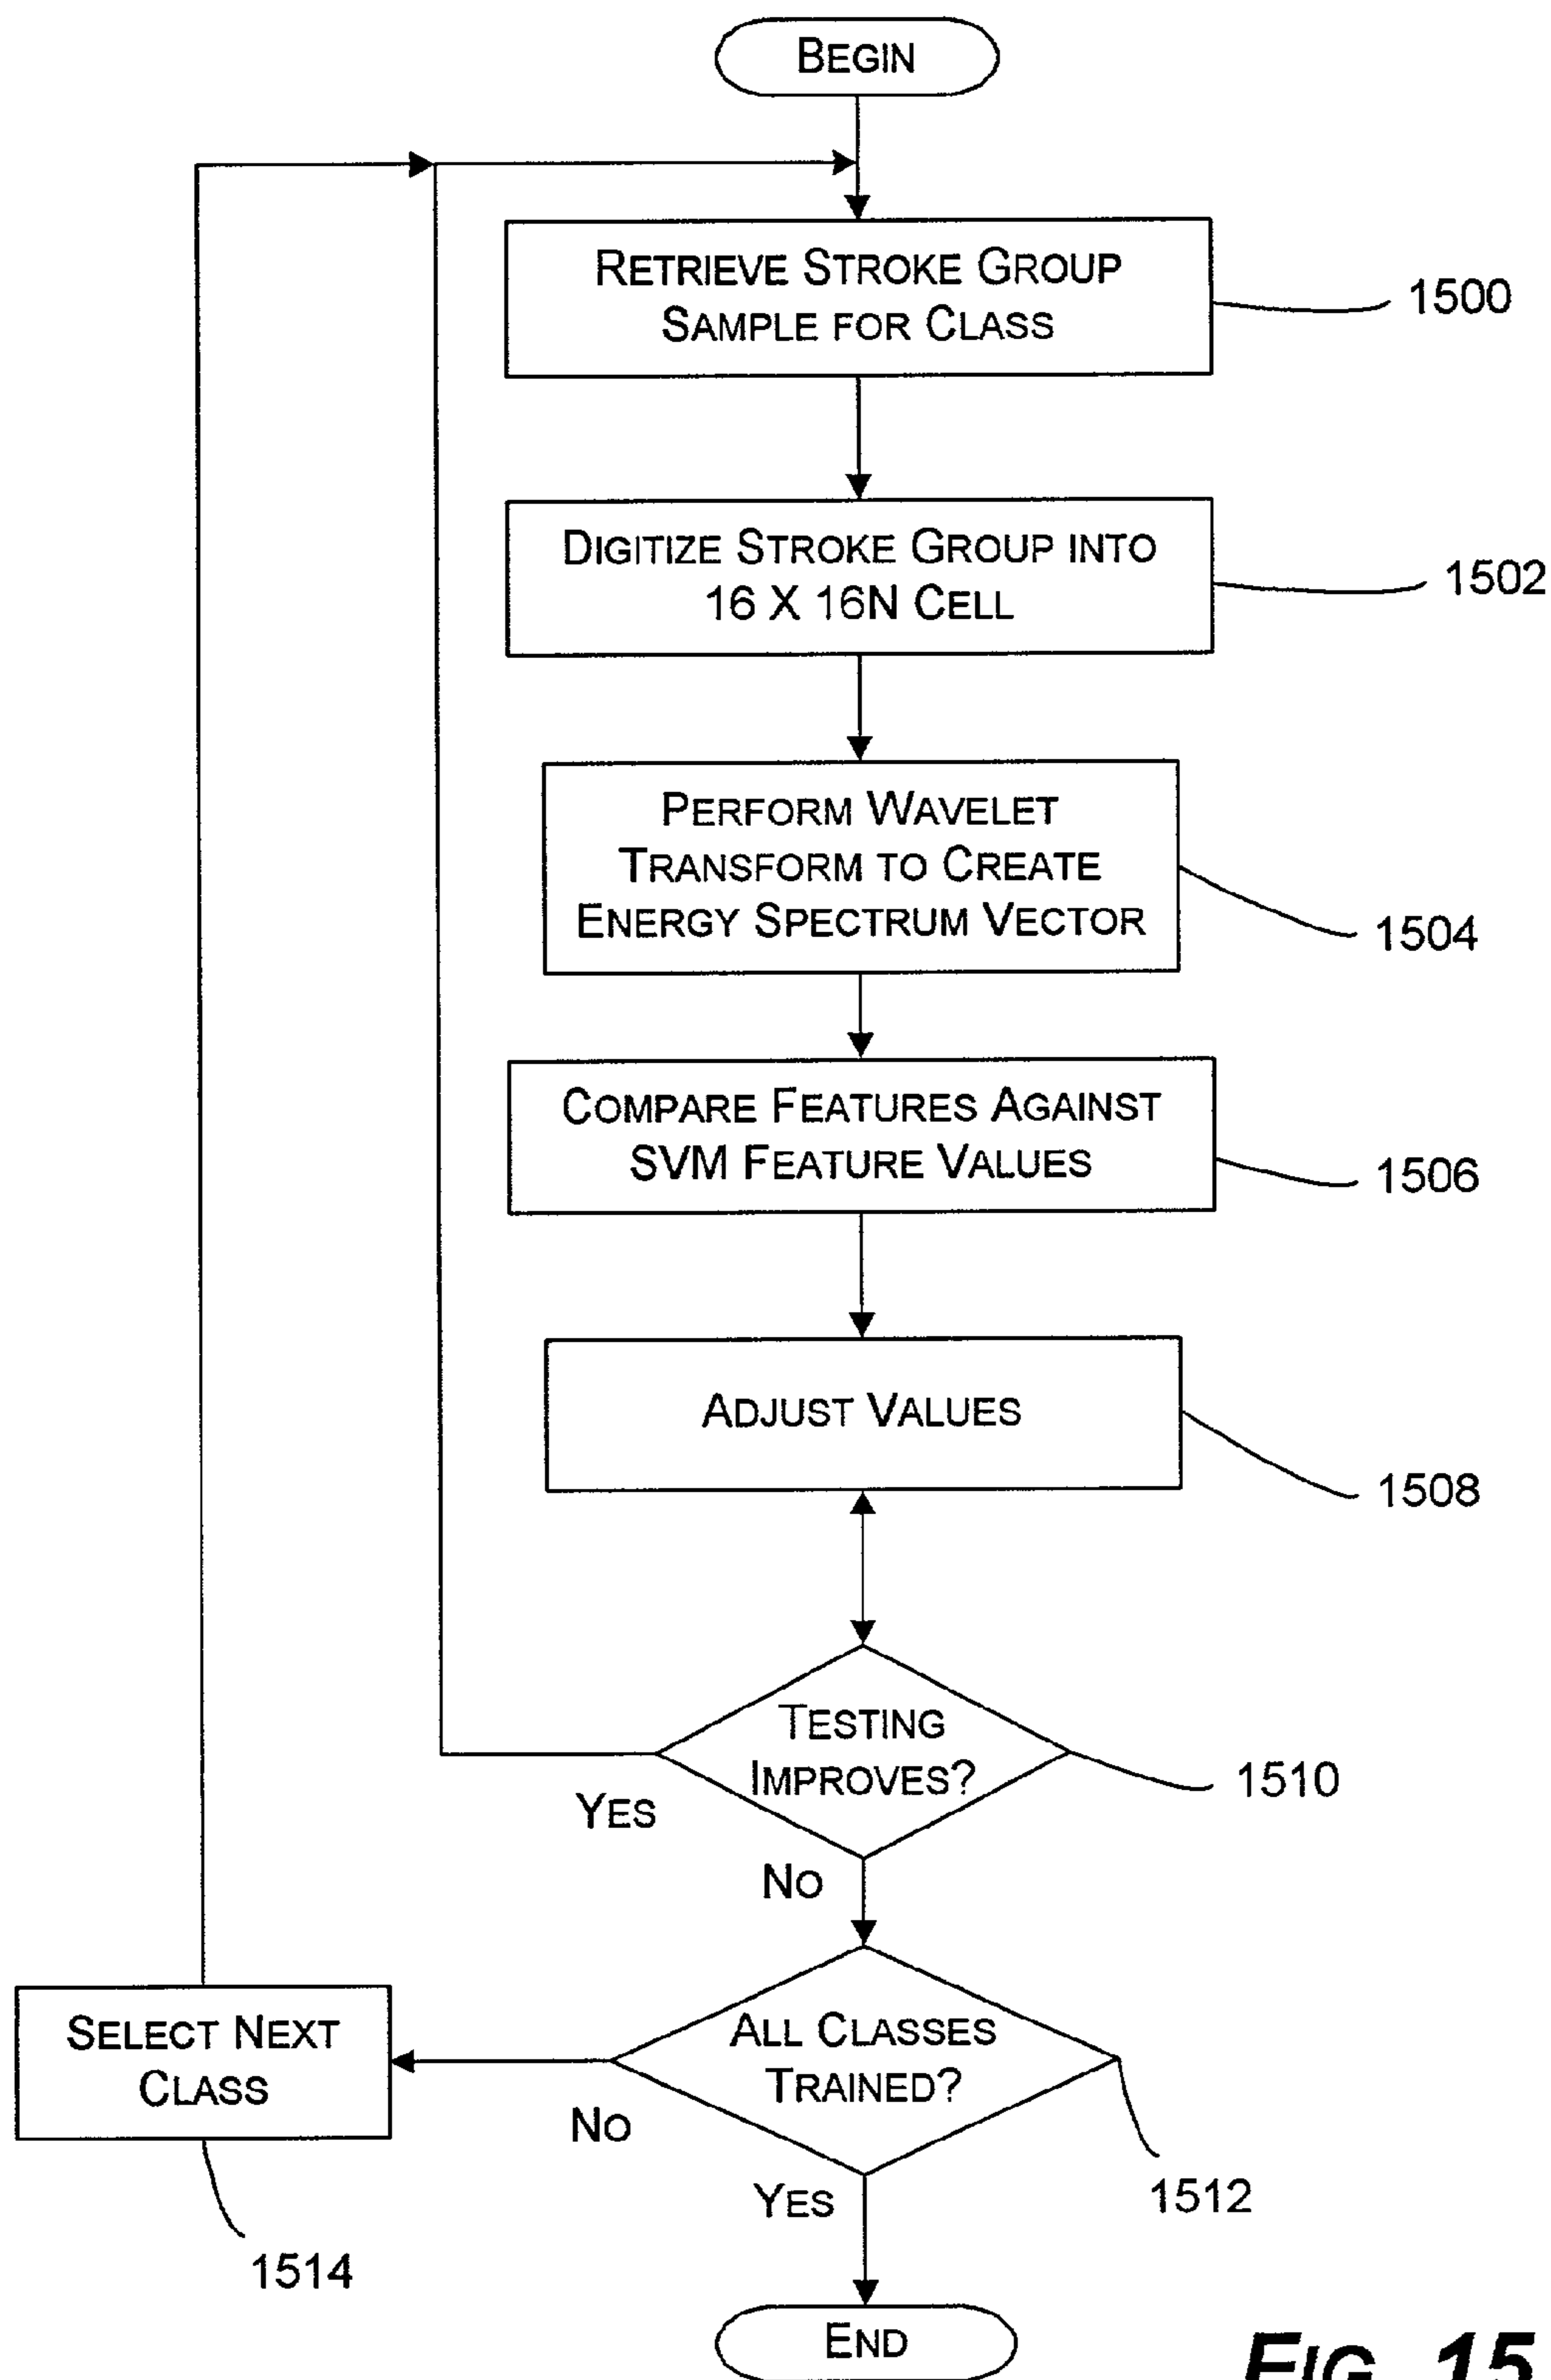 BEGIN
RETRIEVE STROKE GROUP
SAMPLE FOR CLASS
1500
DIGITIZE STROKE GROUP INTO
16 X 16N CELL
1502
PERFORM WAVELET
TRANSFORM TO CREATE
ENERGY SPECTRUM VECTOR
1504
COMPARE FEATURES AGAINST
SVM FEATURE VALUES
1506
ADJUST VALUES
1508
TESTING
IMPROVES?
1510
YES
NO
ALL CLASSES
TRAINED?
1512
NO
YES
SELECT NEXT
CLASS
1514
END
FIG. 15